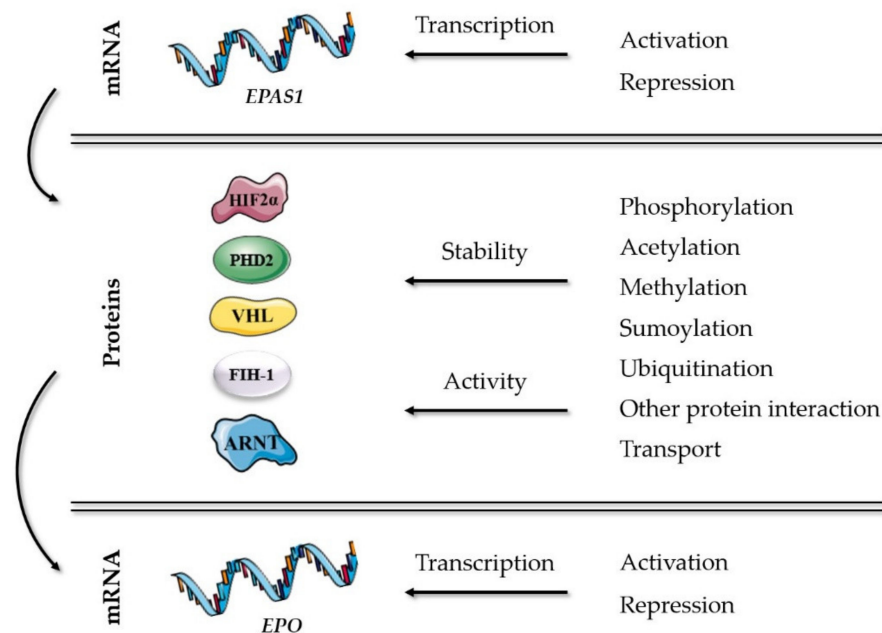 mRNA
EPAS1
Transcription
Activation
Repression
Proteins
HIF2α
PHD2
VHL
FIH-1
ARNT
Stability
Activity
Phosphorylation
Acetylation
Methylation
Sumoylation
Ubiquitination
Other protein interaction
Transport
mRNA
EPO
Transcription
Activation
Repression